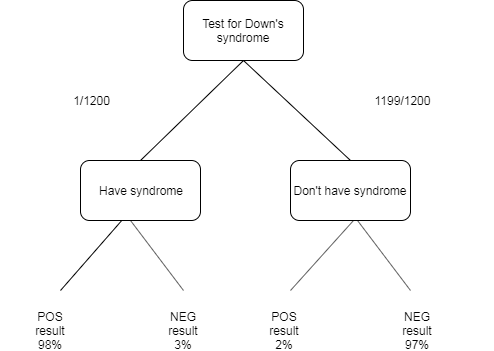 Test for Down's
syndrome
1/1200
1199/1200
Have syndrome
Don't have syndrome
POS
result
98%
NEG
result
3%
POS
result
2%
NEG
result
97%